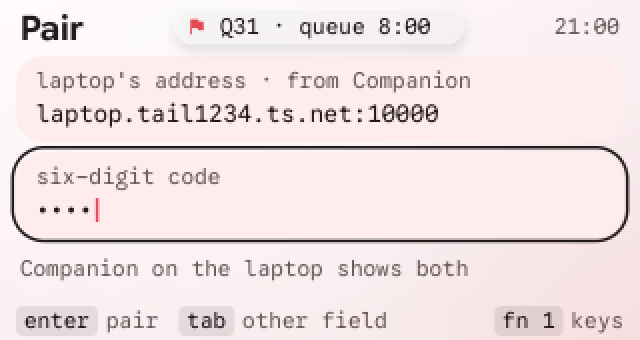 Pair
Q31 · queue 8:00
21:00
laptop's address · from Companion
laptop.tail1234.ts.net:10000
six-digit code
••••
Companion on the laptop shows both
enter pair tab other field fn 1 keys